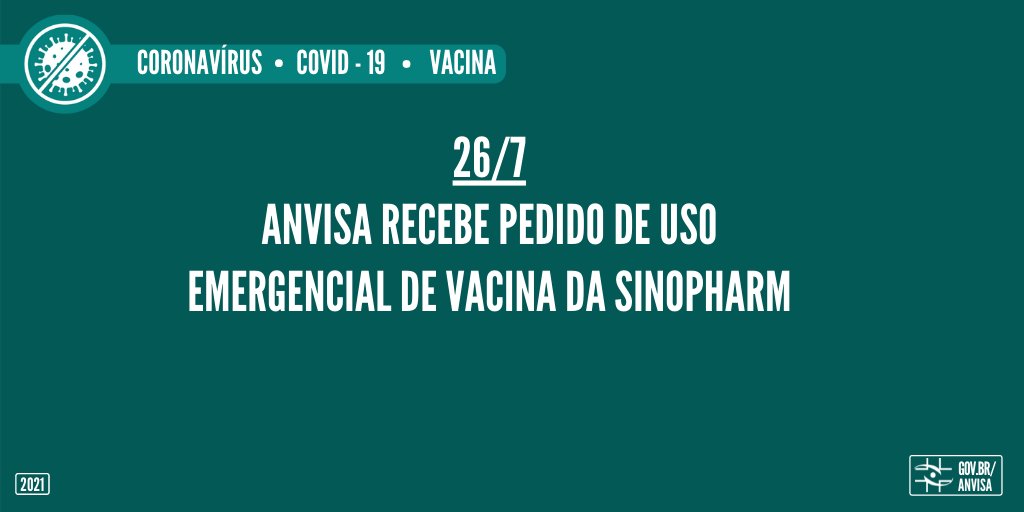 CORONAVÍRUS • COVID - 19 • VACINA
26/7
ANVISA RECEBE PEDIDO DE USO
EMERGENCIAL DE VACINA DA SINOPHARM
2021
GOV.BR/
ANVISA